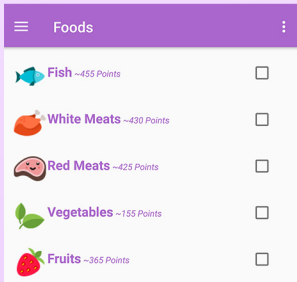 Foods
Fish ~455 Points
White Meats ~430 Points
Red Meats ~425 Points
Vegetables ~155 Points
Fruits ~365 Points